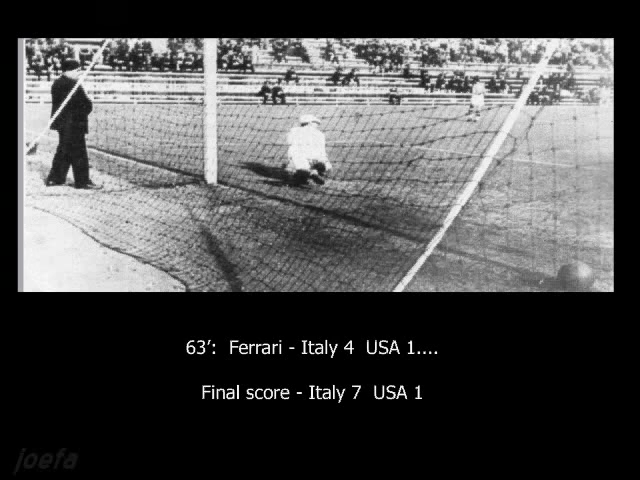 63’: Ferrari - Italy 4 USA 1....
Final score - Italy 7 USA 1
joefa